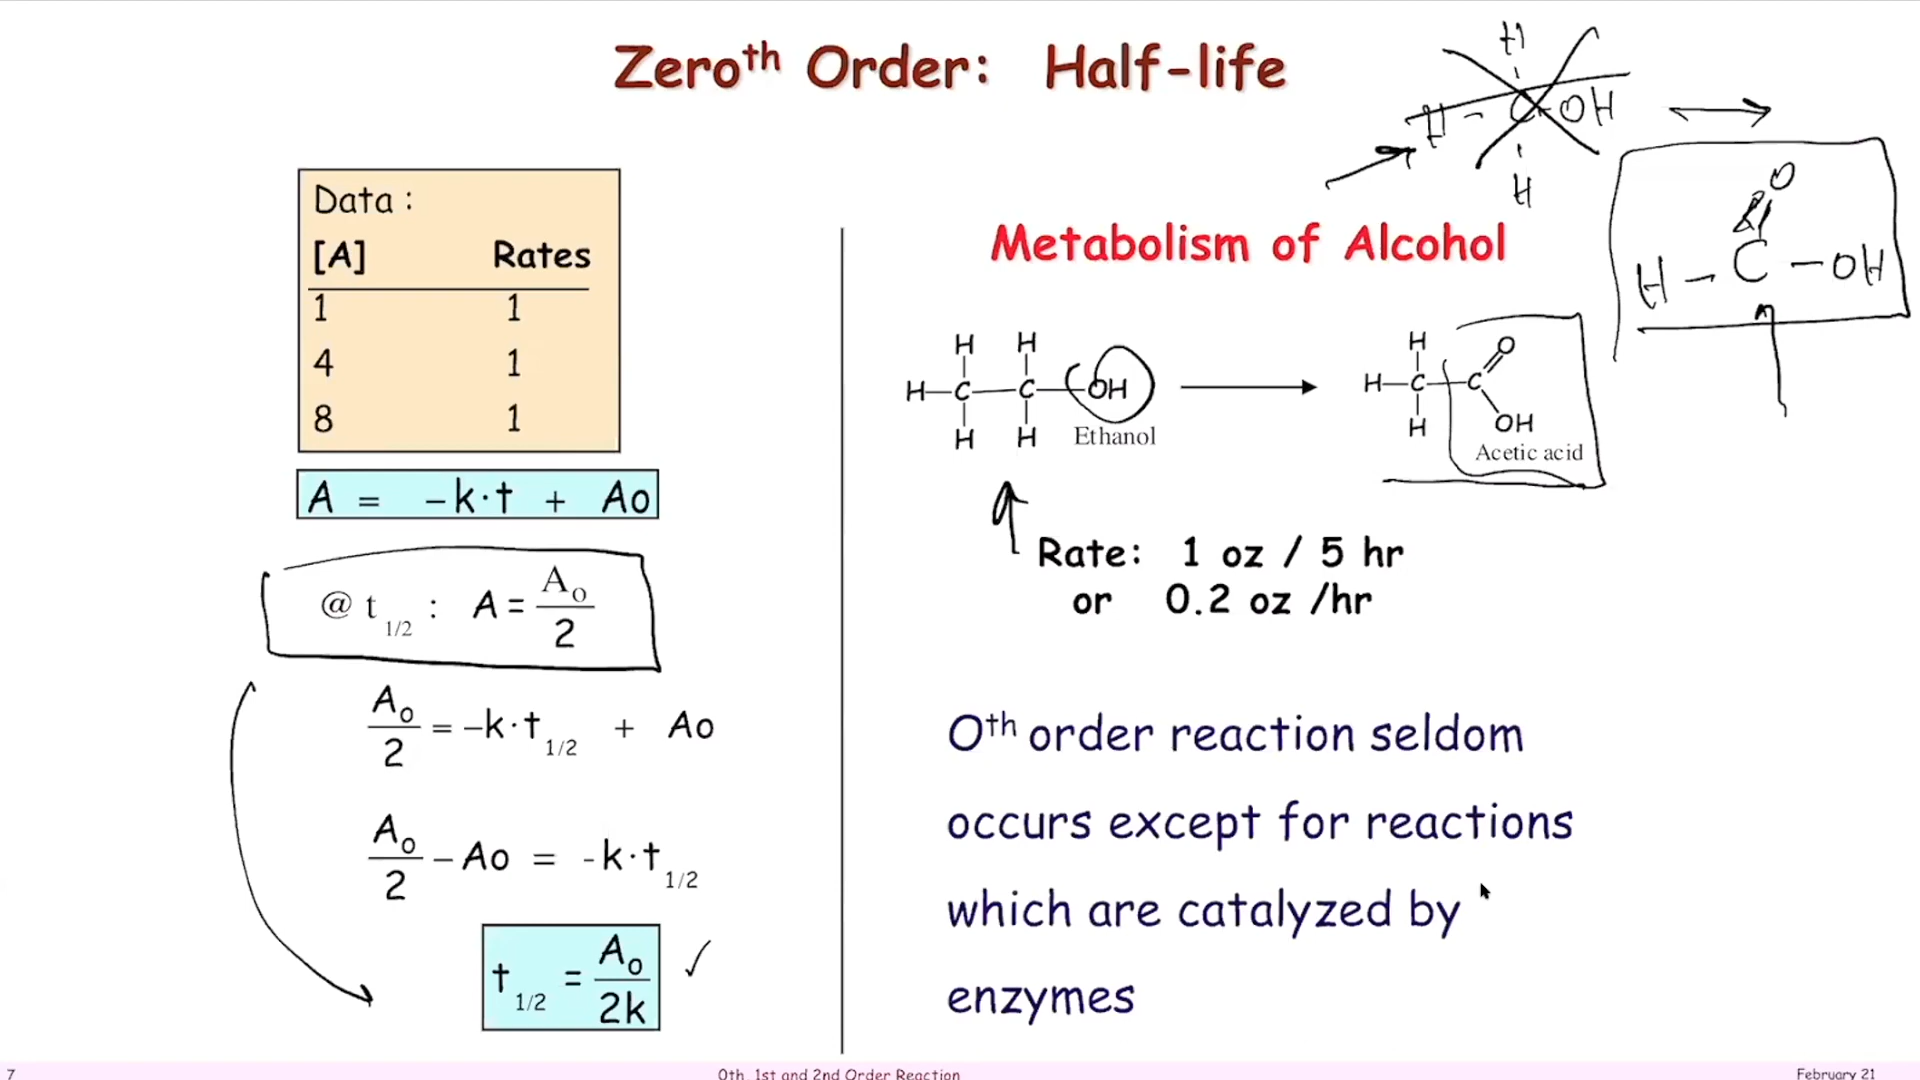 Zeroth Order: Half-life
Data :
[A] Rates
1 1
4 1
8 1
A = -k·t + Ao
@ t1/2 : A = Ao/2
Ao/2 = -k·t1/2 + Ao
Ao/2 - Ao = -k·t1/2
t1/2 = Ao/2k ✓
H
H - C - OH
H
O
H - C - OH
Metabolism of Alcohol
H H
H-C-C-OH
H H
Ethanol
H O
H-C-C
H OH
Acetic acid
Rate: 1 oz / 5 hr
or 0.2 oz /hr
0th order reaction seldom
occurs except for reactions
which are catalyzed by
enzymes
7
0th, 1st and 2nd Order Reaction
February 21